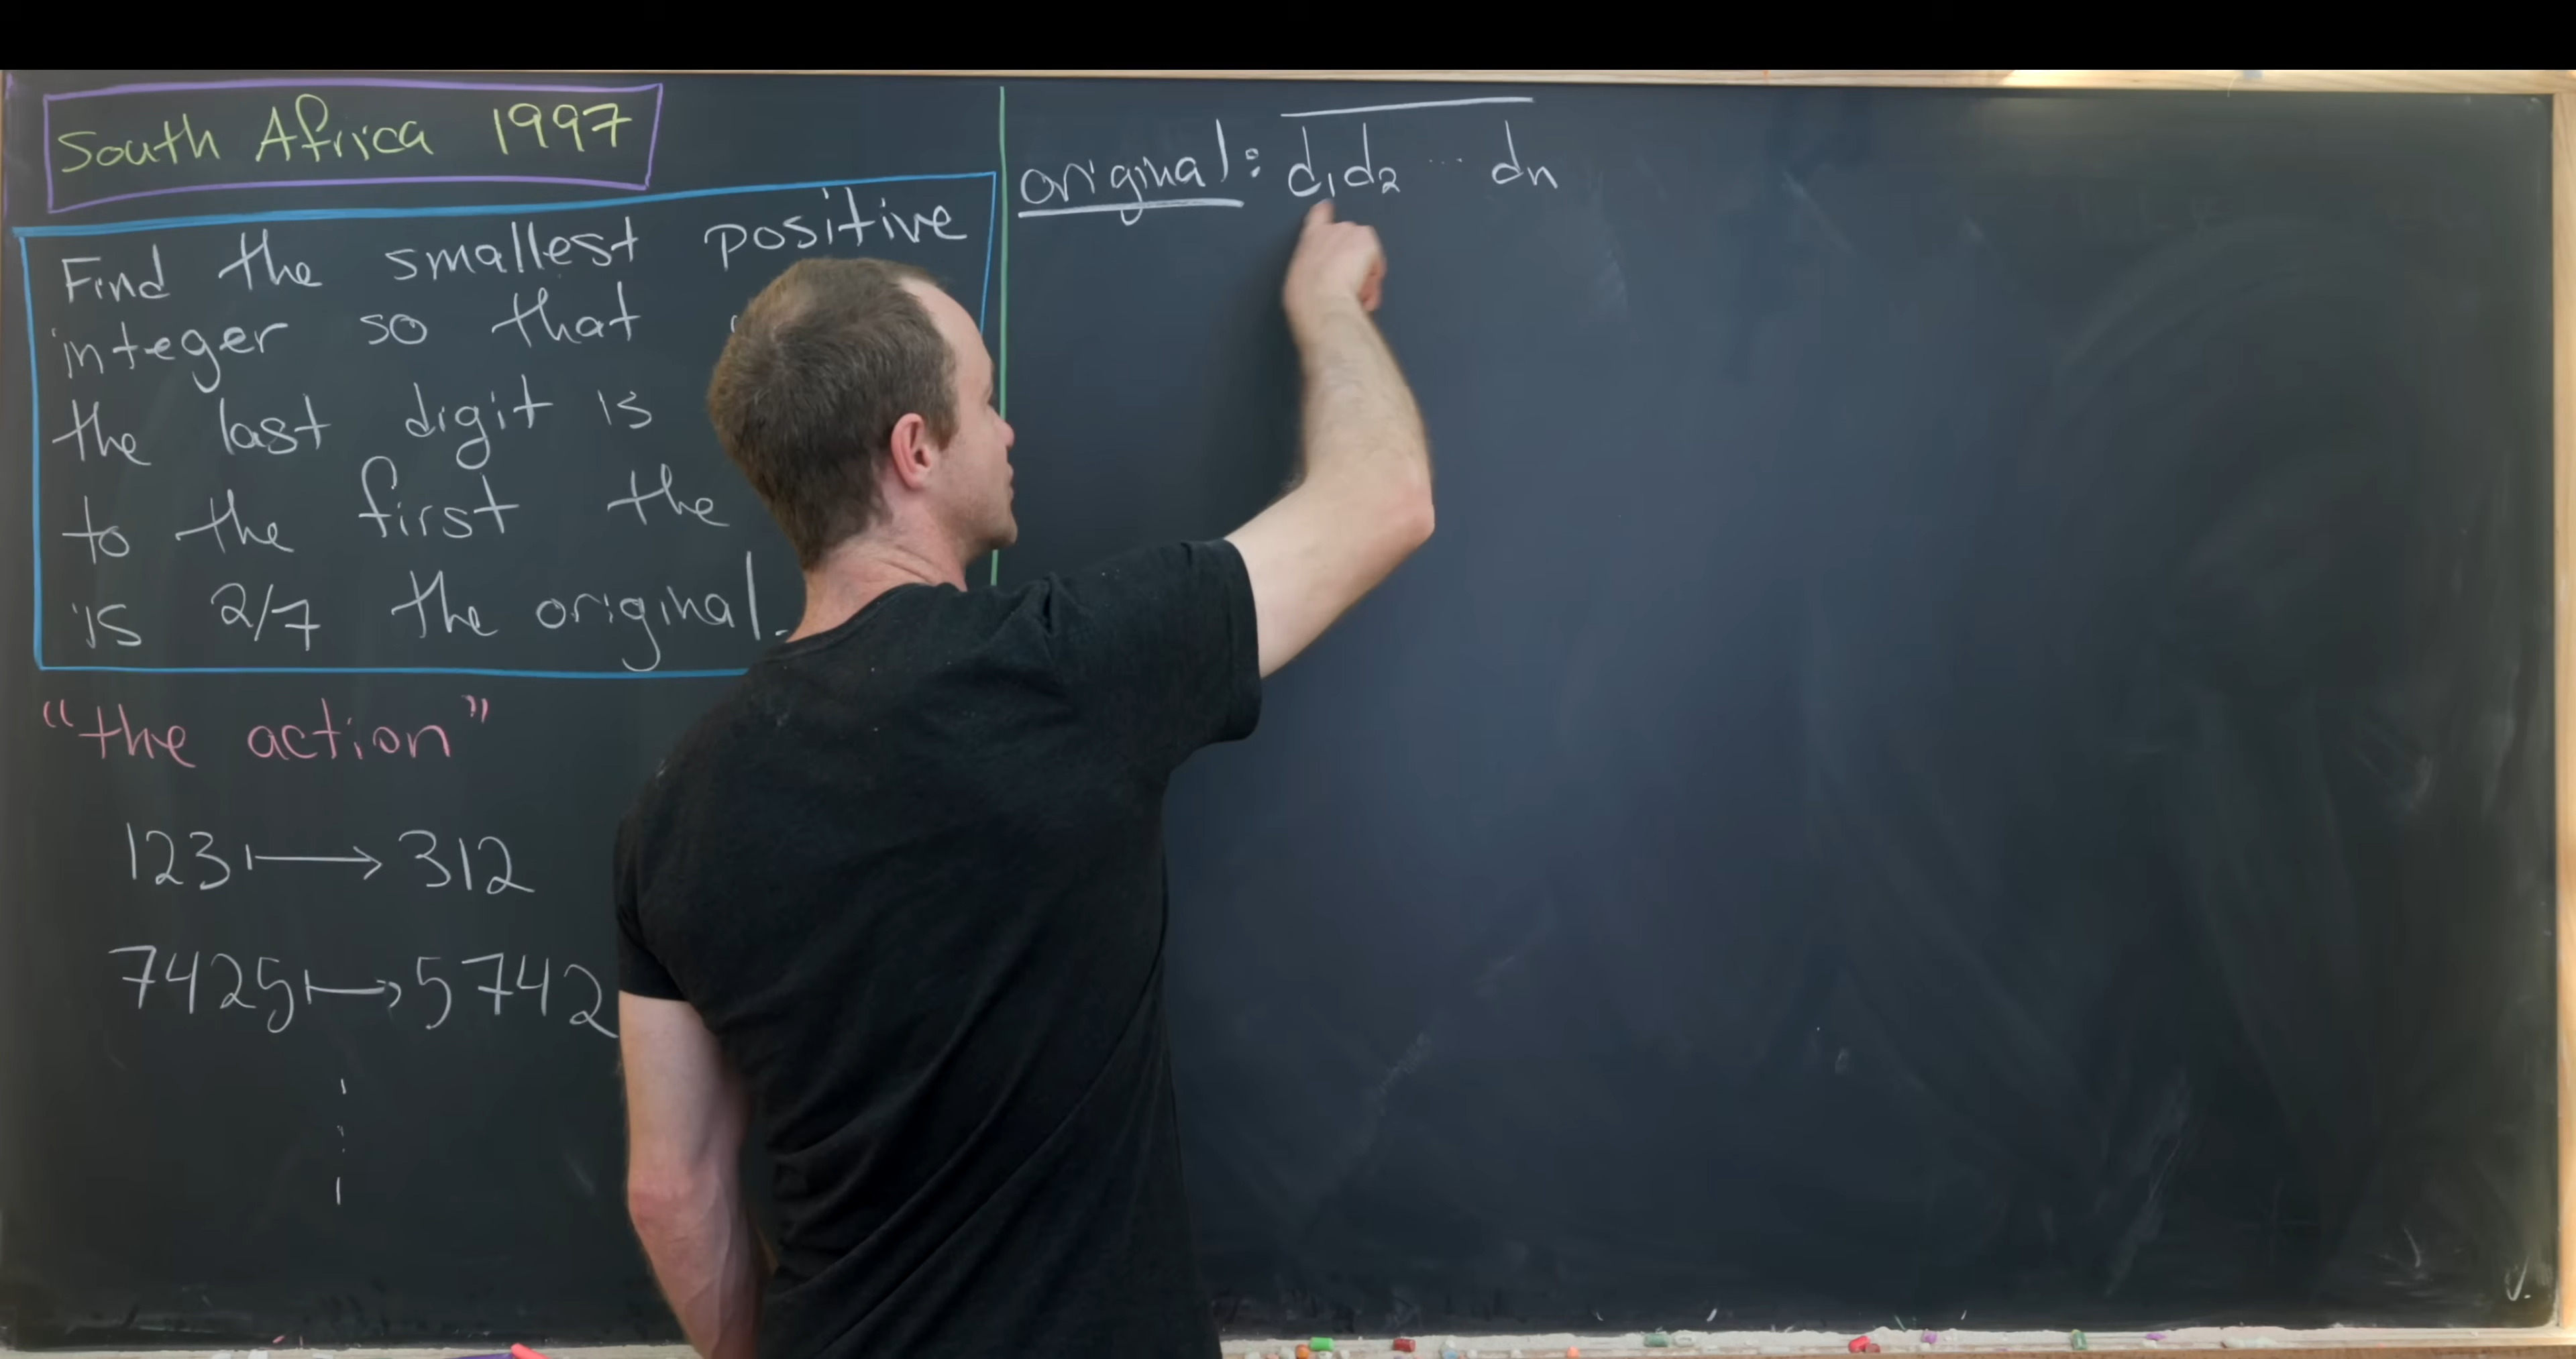 South Africa 1997
Find the smallest positive
integer so that
the last digit is
to the first the
is 2/7 the original.
"the action"
123 ⟼ 312
7425 ⟼ 5742
original: d₁d₂ ... dₙ